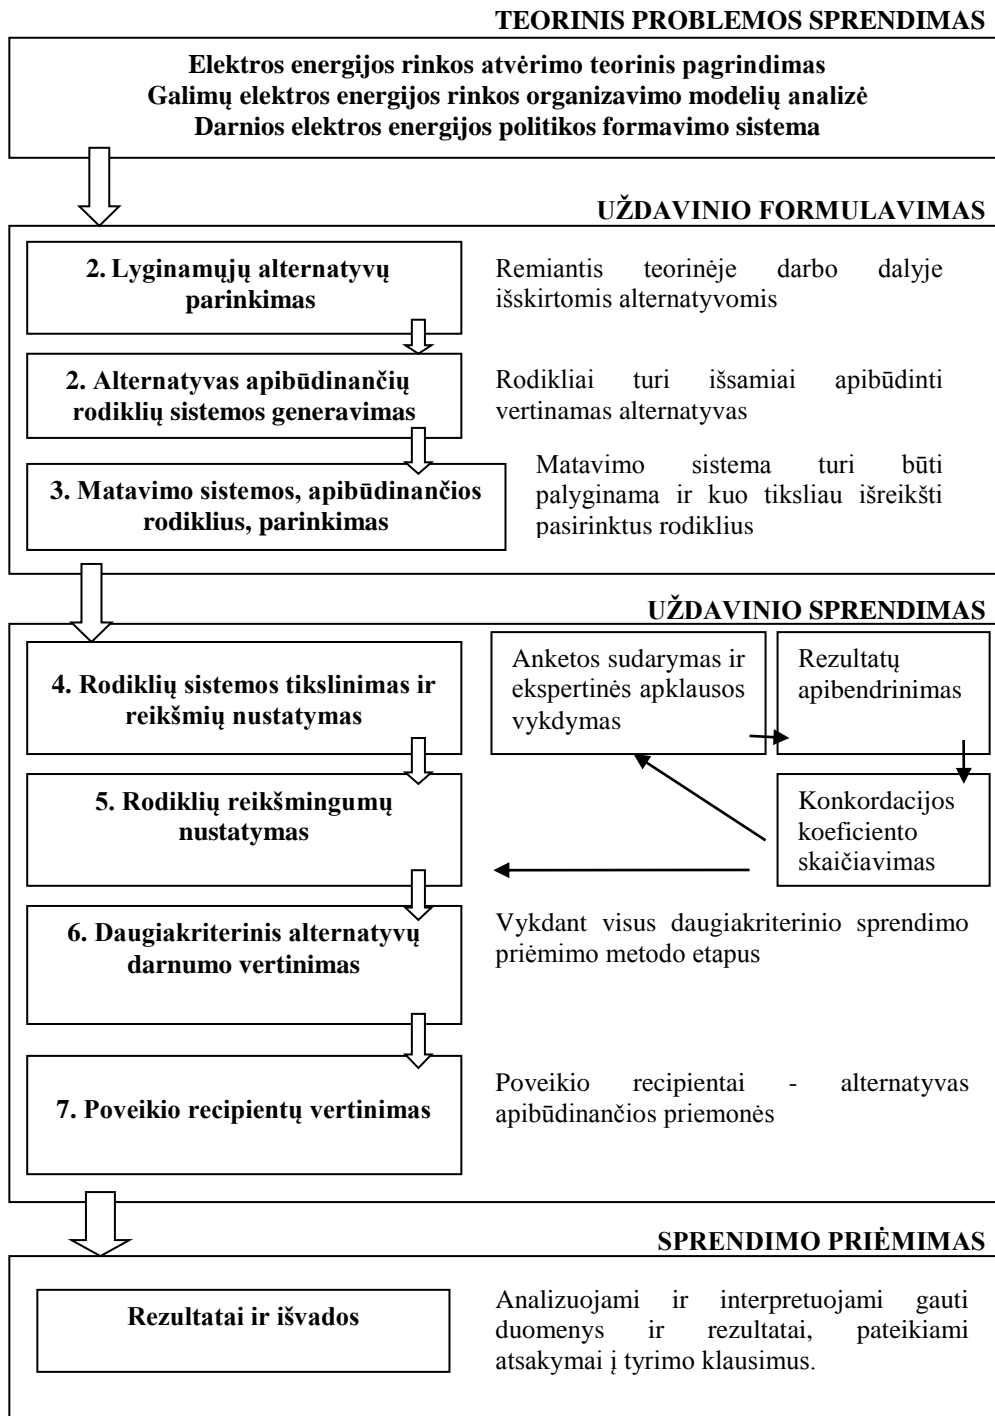 TEORINIS PROBLEMOS SPRENDIMAS
Elektros energijos rinkos atvėrimo teorinis pagrindimas
Galimų elektros energijos rinkos organizavimo modelių analizė
Darnios elektros energijos politikos formavimo sistema
UŽDAVINIO FORMULAVIMAS
2. Lyginamųjų alternatyvų
parinkimas
Remiantis teorinėje darbo dalyje
išskirtomis alternatyvomis
2. Alternatyvas apibūdinančių
rodiklių sistemos generavimas
Rodikliai turi išsamiai apibūdinti
vertinamas alternatyvas
3. Matavimo sistemos, apibūdinančios
rodiklius, parinkimas
Matavimo sistema turi būti
palyginama ir kuo tiksliau išreikšti
pasirinktus rodiklius
UŽDAVINIO SPRENDIMAS
4. Rodiklių sistemos tikslinimas ir
reikšmių nustatymas
Anketos sudarymas ir
ekspertinės apklausos
vykdymas
Rezultatų
apibendrinimas
5. Rodiklių reikšmingumų
nustatymas
Konkordacijos
koeficiento
skaičiavimas
6. Daugiakriterinis alternatyvų
darnumo vertinimas
Vykdant visus daugiakriterinio sprendimo
priėmimo metodo etapus
7. Poveikio recipientų vertinimas
Poveikio recipientai - alternatyvas
apibūdinančios priemonės
SPRENDIMO PRIĖMIMAS
Rezultatai ir išvados
Analizuojami ir interpretuojami gauti
duomenys ir rezultatai, pateikiami
atsakymai į tyrimo klausimus.